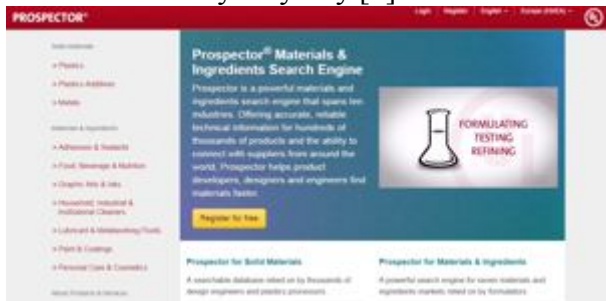 PROSPECTOR®
Login Register English Europe (EMEA)
Solid Materials
Plastics
Plastics Additives
Metals
Materials & Ingredients
Adhesives & Sealants
Food, Beverage & Nutrition
Graphic Arts & Inks
Household, Industrial &
Institutional Cleaners
Lubricant & Metalworking Fluids
Paint & Coatings
Personal Care & Cosmetics
Prospector® Materials &
Ingredients Search Engine
Prospector is a powerful materials and
ingredients search engine that spans ten
industries. Offering accurate, reliable
technical information for hundreds of
thousands of products and the ability to
connect with suppliers from around the
world, Prospector helps product
developers, designers and engineers find
materials faster.
Register for free
FORMULATING
TESTING
REFINING
Prospector for Solid Materials
A searchable database relied on by thousands of
design engineers and plastics processors
Prospector for Materials & Ingredients
A powerful search engine for seven materials and
ingredients markets relied on by formulators